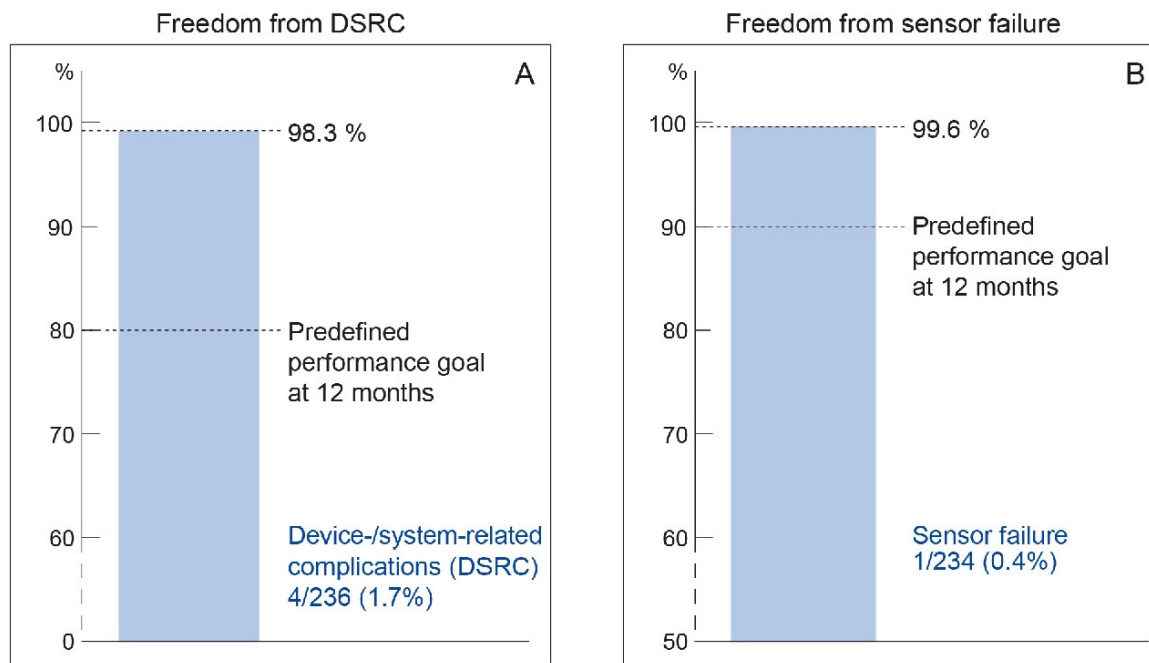 Freedom from DSRC
%
A
100
98.3 %
90
80
Predefined
performance goal
at 12 months
70
60
Device-/system-related
complications (DSRC)
4/236 (1.7%)
0
Freedom from sensor failure
%
B
100
99.6 %
90
Predefined
performance goal
at 12 months
80
70
60
Sensor failure
1/234 (0.4%)
50